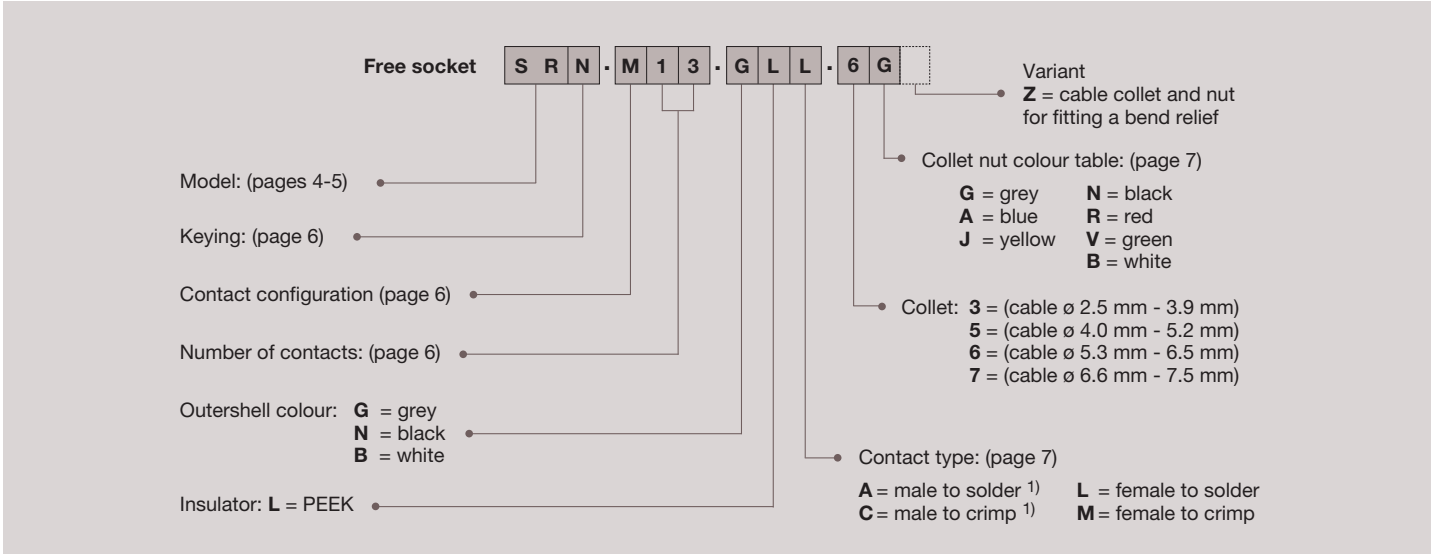 Free socket S R N . M 1 3 . G L L . 6 G
Variant
Z = cable collet and nut
for fitting a bend relief
Collet nut colour table: (page 7)
G = grey N = black
A = blue R = red
J = yellow V = green
B = white
Model: (pages 4-5)
Keying: (page 6)
Contact configuration (page 6)
Number of contacts: (page 6)
Collet: 3 = (cable ø 2.5 mm - 3.9 mm)
5 = (cable ø 4.0 mm - 5.2 mm)
6 = (cable ø 5.3 mm - 6.5 mm)
7 = (cable ø 6.6 mm - 7.5 mm)
Outershell colour: G = grey
N = black
B = white
Insulator: L = PEEK
Contact type: (page 7)
A = male to solder 1) L = female to solder
C = male to crimp 1) M = female to crimp